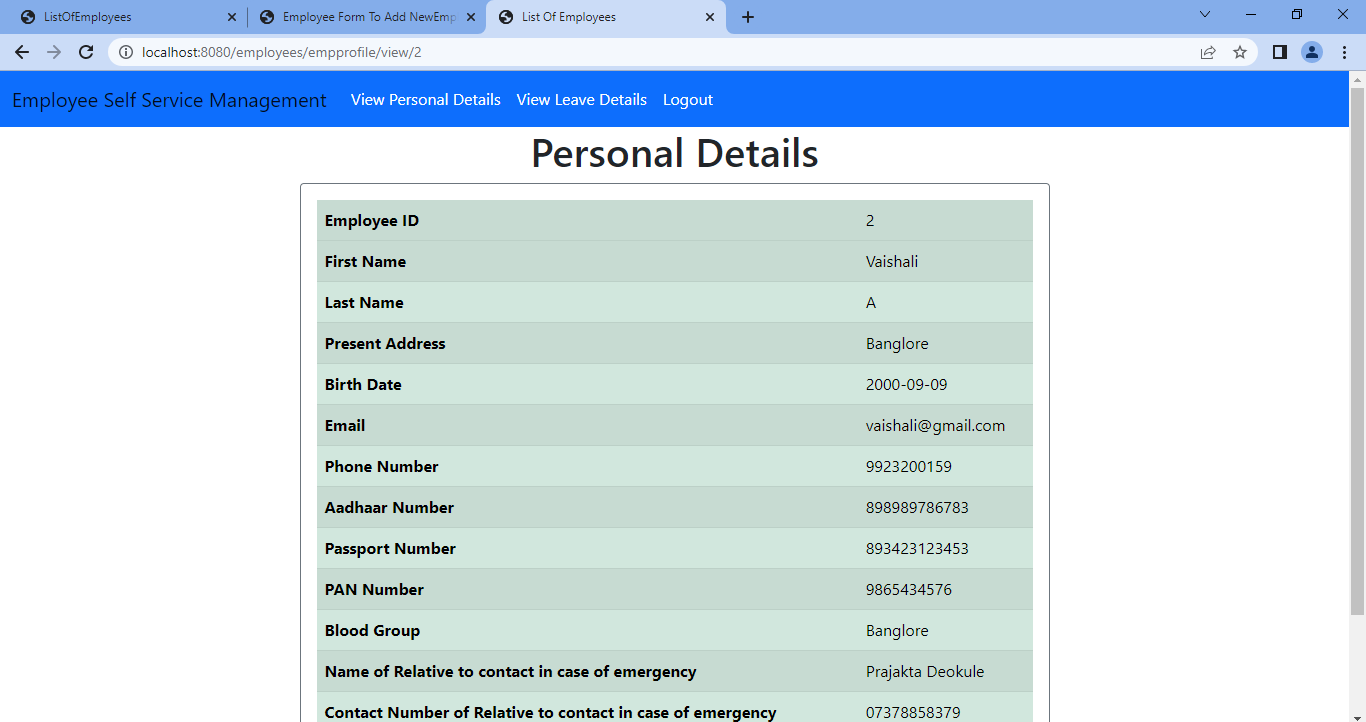 ListOfEmployees
Employee Form To Add NewEmp
List Of Employees
localhost:8080/employees/empprofile/view/2
Employee Self Service Management View Personal Details View Leave Details Logout
Personal Details
Employee ID 2
First Name Vaishali
Last Name A
Present Address Banglore
Birth Date 2000-09-09
Email vaishali@gmail.com
Phone Number 9923200159
Aadhaar Number 898989786783
Passport Number 893423123453
PAN Number 9865434576
Blood Group Banglore
Name of Relative to contact in case of emergency Prajakta Deokule
Contact Number of Relative to contact in case of emergency 07378858379